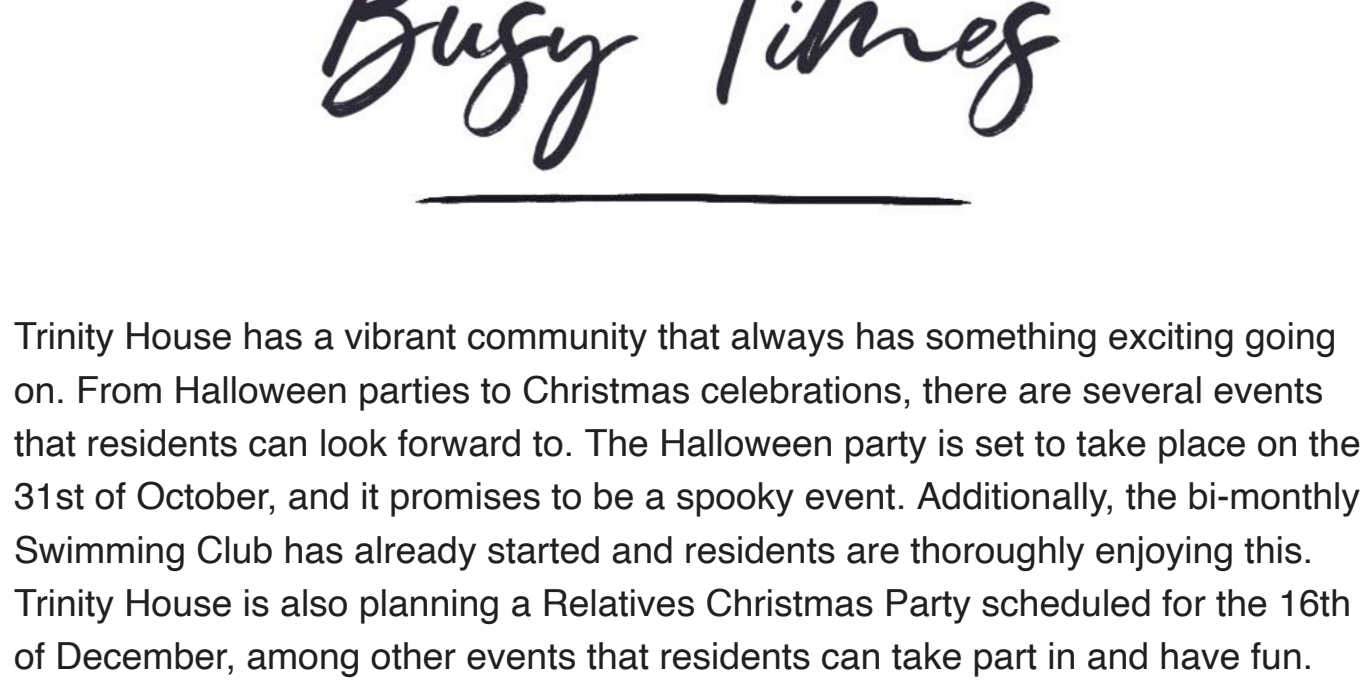 Busy Times
Trinity House has a vibrant community that always has something exciting going
on. From Halloween parties to Christmas celebrations, there are several events
that residents can look forward to. The Halloween party is set to take place on the
31st of October, and it promises to be a spooky event. Additionally, the bi-monthly
Swimming Club has already started and residents are thoroughly enjoying this.
Trinity House is also planning a Relatives Christmas Party scheduled for the 16th
of December, among other events that residents can take part in and have fun.